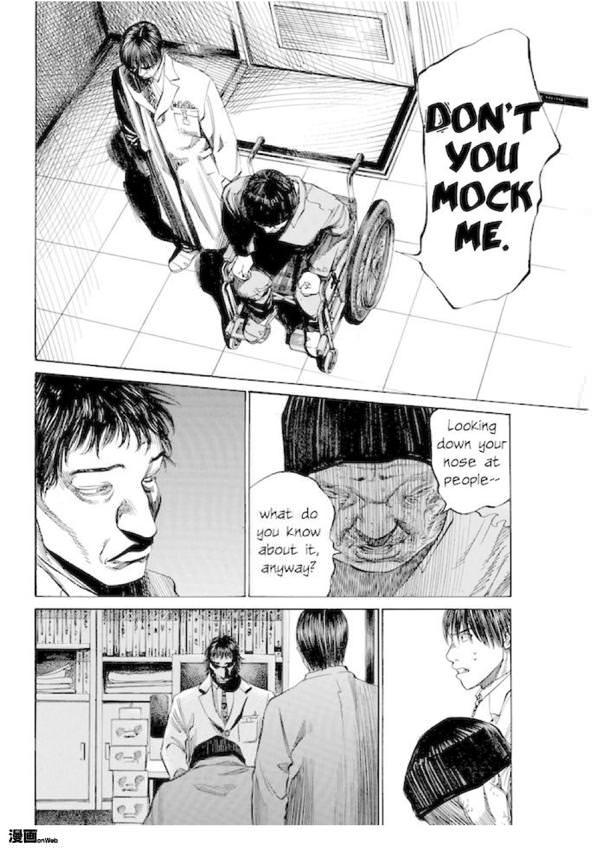 DON'T
YOU
MOCK
ME.
Looking
down your
nose at
people--
what do
you know
about it,
anyway?
漫画onWeb